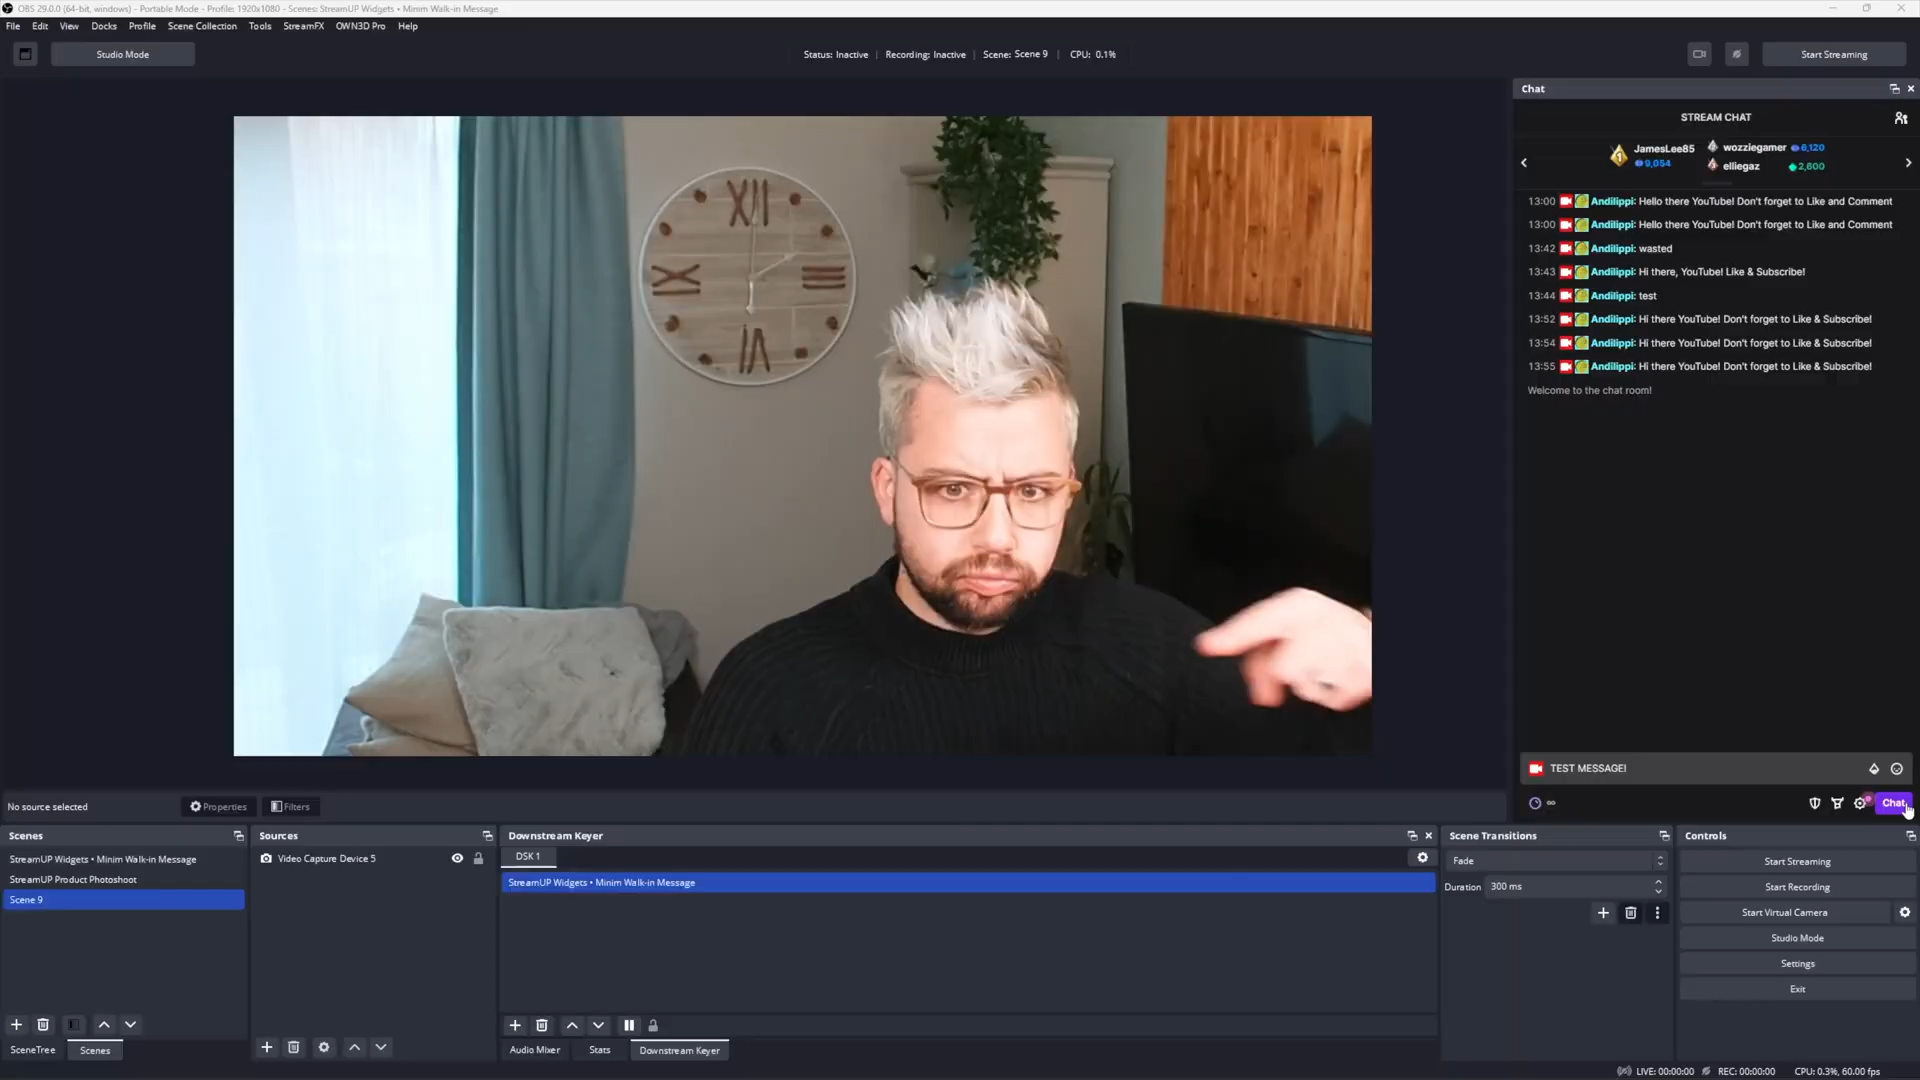 OBS 29.0.0 (64-bit, windows) - Portable Mode - Profile: 1920x1080 - Scenes: StreamUP Widgets • Minim Walk-in Message
File Edit View Docks Profile Scene Collection Tools StreamFX OWN3D Pro Help
Studio Mode
Status: Inactive | Recording: Inactive | Scene: Scene 9 | CPU: 0.1%
Start Streaming
Chat
STREAM CHAT
1 JamesLee85 9,054
wozziegamer 6,120
elliegaz 2,600
13:00 Andilippi: Hello there YouTube! Don't forget to Like and Comment
13:00 Andilippi: Hello there YouTube! Don't forget to Like and Comment
13:42 Andilippi: wasted
13:43 Andilippi: Hi there, YouTube! Like & Subscribe!
13:44 Andilippi: test
13:52 Andilippi: Hi there YouTube! Don't forget to Like & Subscribe!
13:54 Andilippi: Hi there YouTube! Don't forget to Like & Subscribe!
13:55 Andilippi: Hi there YouTube! Don't forget to Like & Subscribe!
Welcome to the chat room!
TEST MESSAGE!
∞ Chat
No source selected Properties Filters
Scenes
StreamUP Widgets • Minim Walk-in Message
StreamUP Product Photoshoot
Scene 9
SceneTree Scenes
Sources
Video Capture Device 5
Downstream Keyer
DSK 1
StreamUP Widgets • Minim Walk-in Message
Audio Mixer Stats Downstream Keyer
Scene Transitions
Fade
Duration 300 ms
Controls
Start Streaming
Start Recording
Start Virtual Camera
Studio Mode
Settings
Exit
LIVE: 00:00:00 REC: 00:00:00 CPU: 0.3%, 60.00 fps